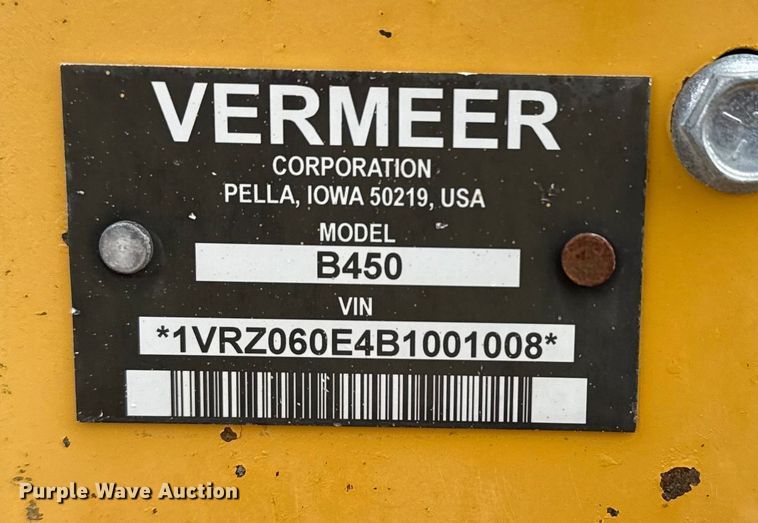 VERMEER
CORPORATION
PELLA, IOWA 50219, USA
MODEL
B450
VIN
*1VRZ060E4B1001008*
Purple Wave Auction